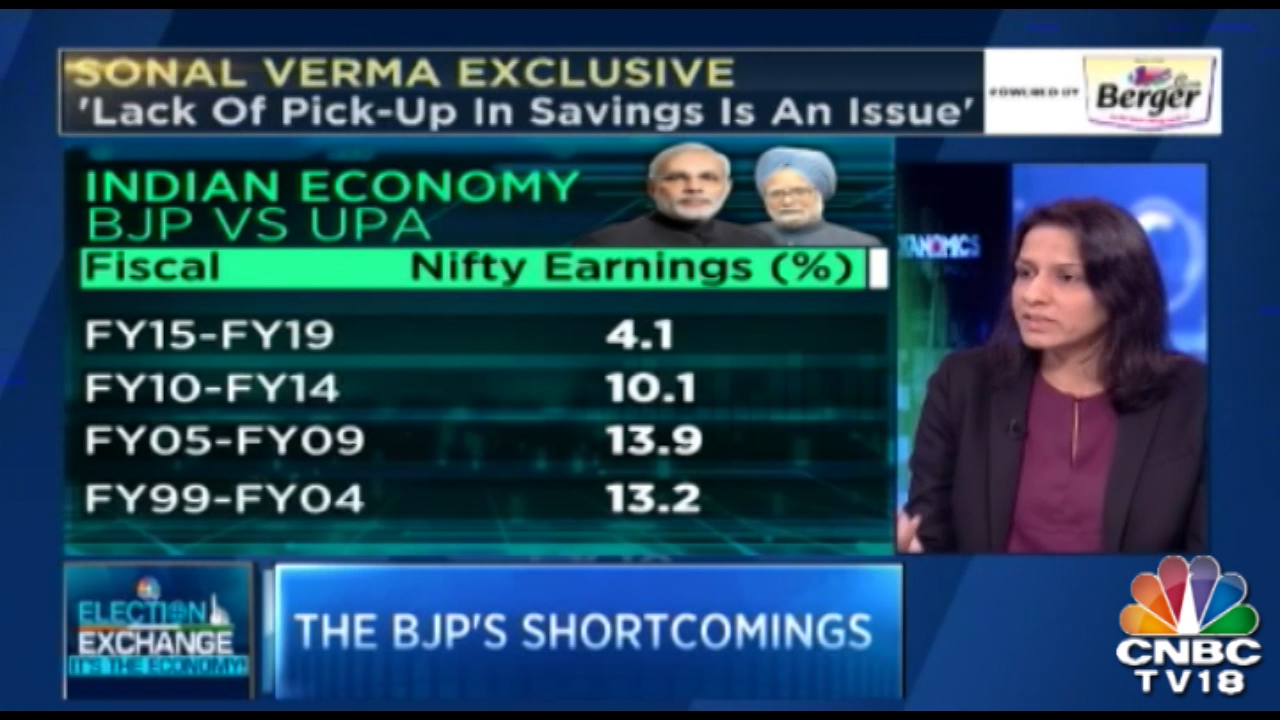 SONAL VERMA EXCLUSIVE
'Lack Of Pick-Up In Savings Is An Issue'
POWERED BY
Berger
INDIAN ECONOMY
BJP VS UPA
Fiscal Nifty Earnings (%)
FY15-FY19 4.1
FY10-FY14 10.1
FY05-FY09 13.9
FY99-FY04 13.2
ELECTION
EXCHANGE
IT'S THE ECONOMY!
THE BJP'S SHORTCOMINGS
CNBC
TV18